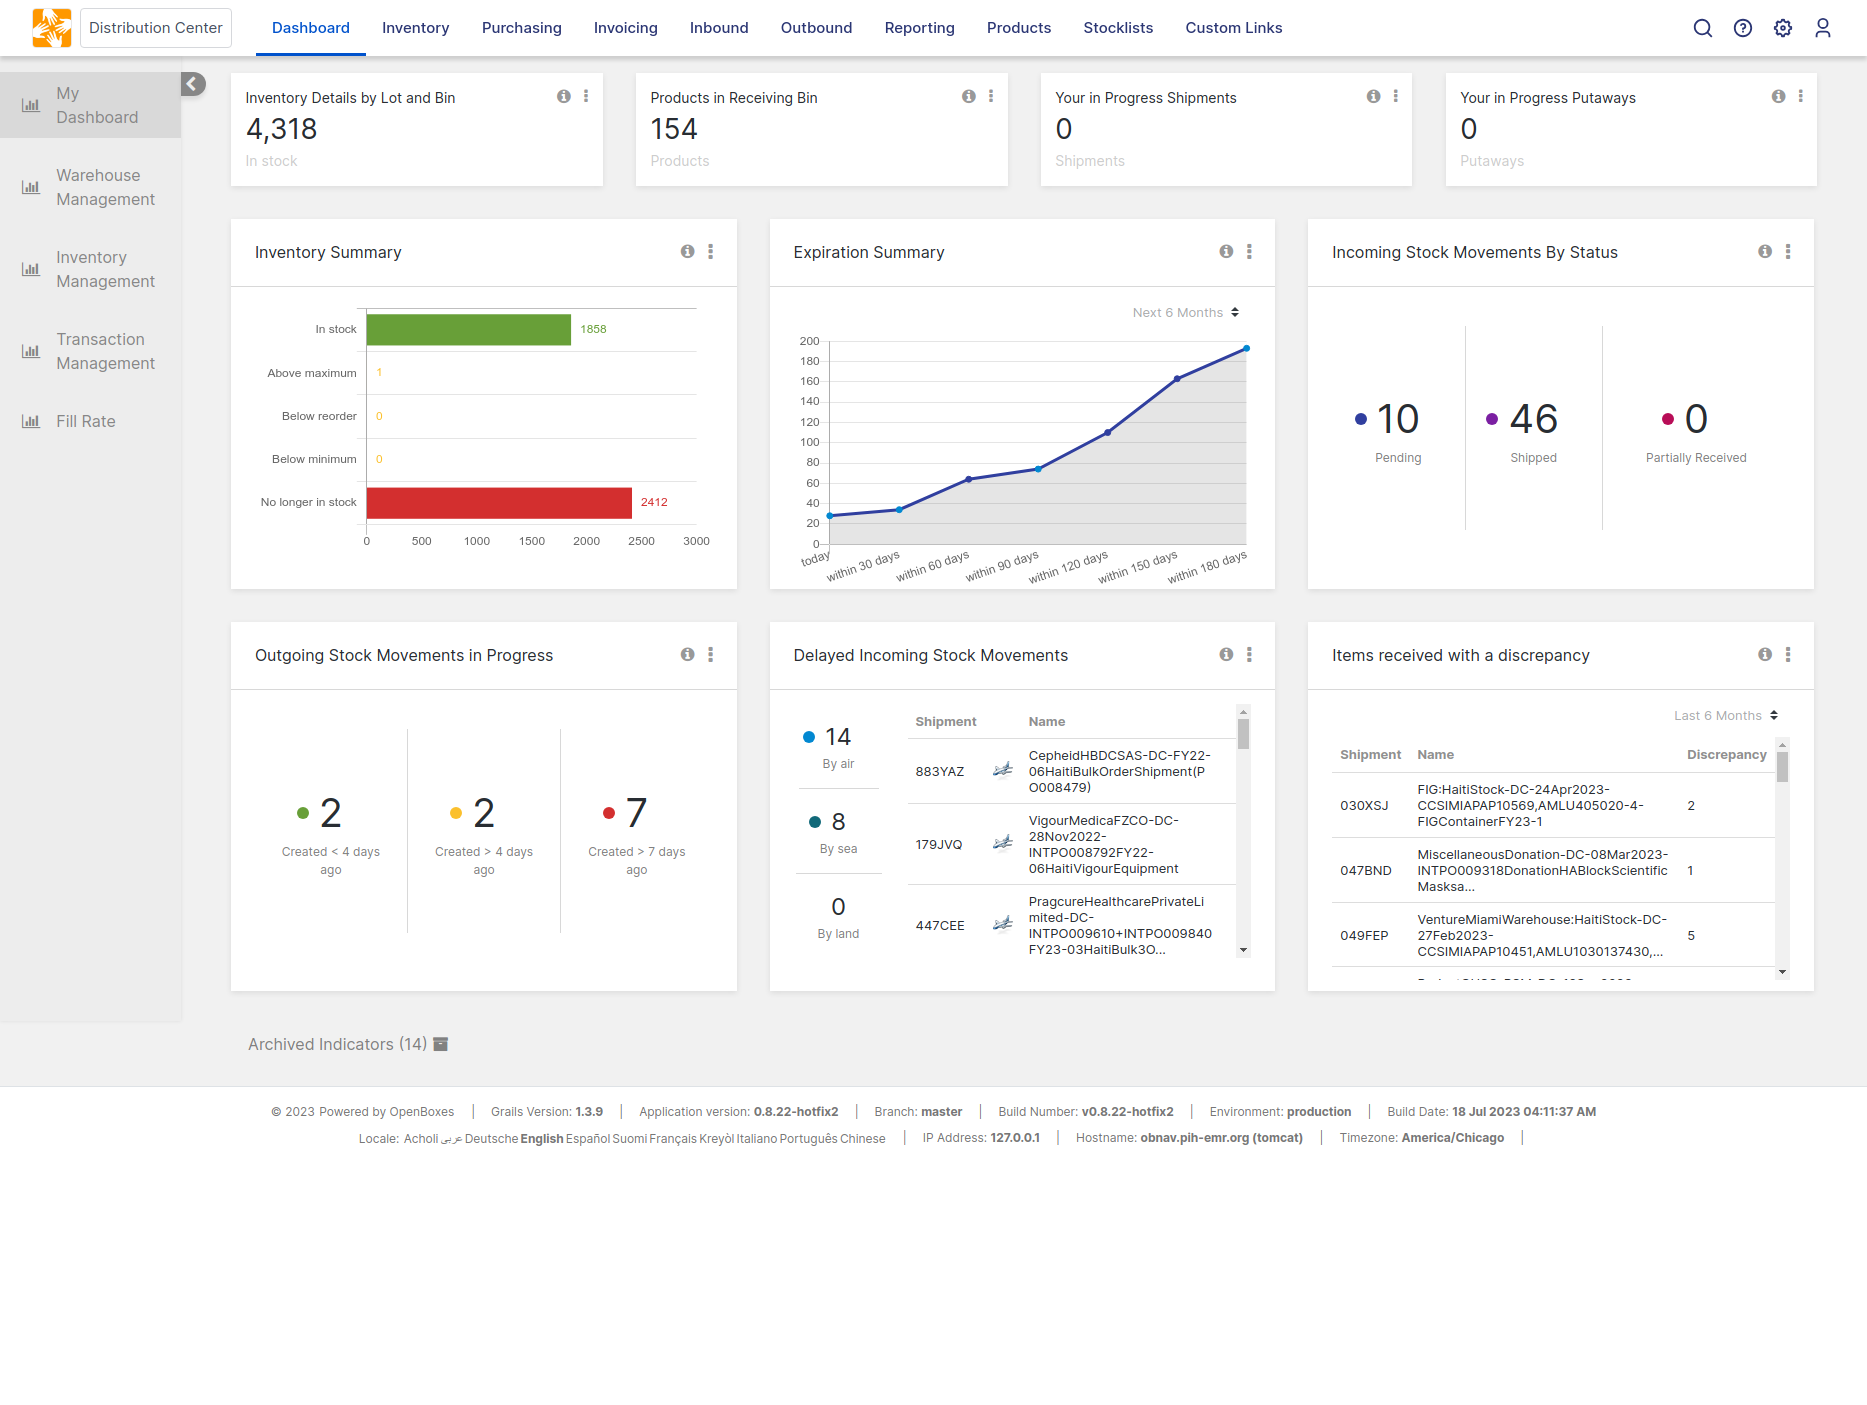 Distribution Center
Dashboard
Inventory
Purchasing
Invoicing
Inbound
Outbound
Reporting
Products
Stocklists
Custom Links
My
Dashboard
Warehouse
Management
Inventory
Management
Transaction
Management
Fill Rate
Inventory Details by Lot and Bin
4,318
In stock
Products in Receiving Bin
154
Products
Your in Progress Shipments
0
Shipments
Your in Progress Putaways
0
Putaways
Inventory Summary
In stock 1858
Above maximum 1
Below reorder 0
Below minimum 0
No longer in stock 2412
0 500 1000 1500 2000 2500 3000
Expiration Summary
Next 6 Months
200
180
160
140
120
100
80
60
40
20
0
today within 30 days within 60 days within 90 days within 120 days within 150 days within 180 days
Incoming Stock Movements By Status
10
Pending
46
Shipped
0
Partially Received
Outgoing Stock Movements in Progress
2
Created < 4 days
ago
2
Created > 4 days
ago
7
Created > 7 days
ago
Delayed Incoming Stock Movements
14
By air
8
By sea
0
By land
Shipment Name
883YAZ
CepheidHBDCSAS-DC-FY22-
06HaitiBulkOrderShipment(P
O008479)
179JVQ
VigourMedicaFZCO-DC-
28Nov2022-
INTPO008792FY22-
06HaitiVigourEquipment
447CEE
PragcureHealthcarePrivateLi
mited-DC-
INTPO009610+INTPO009840
FY23-03HaitiBulk3O...
Items received with a discrepancy
Last 6 Months
Shipment Name Discrepancy
030XSJ
FIG:HaitiStock-DC-24Apr2023-
CCSIMIAPAP10569,AMLU405020-4-
FIGContainerFY23-1
2
047BND
MiscellaneousDonation-DC-08Mar2023-
INTPO009318DonationHABlockScientific
Masksa...
1
049FEP
VentureMiamiWarehouse:HaitiStock-DC-
27Feb2023-
CCSIMIAPAP10451,AMLU1030137430,...
5
Archived Indicators (14)
© 2023 Powered by OpenBoxes | Grails Version: 1.3.9 | Application version: 0.8.22-hotfix2 | Branch: master | Build Number: v0.8.22-hotfix2 | Environment: production | Build Date: 18 Jul 2023 04:11:37 AM
Locale: Acholi عربى Deutsche English Español Suomi Français Kreyòl Italiano Português Chinese | IP Address: 127.0.0.1 | Hostname: obnav.pih-emr.org (tomcat) | Timezone: America/Chicago |